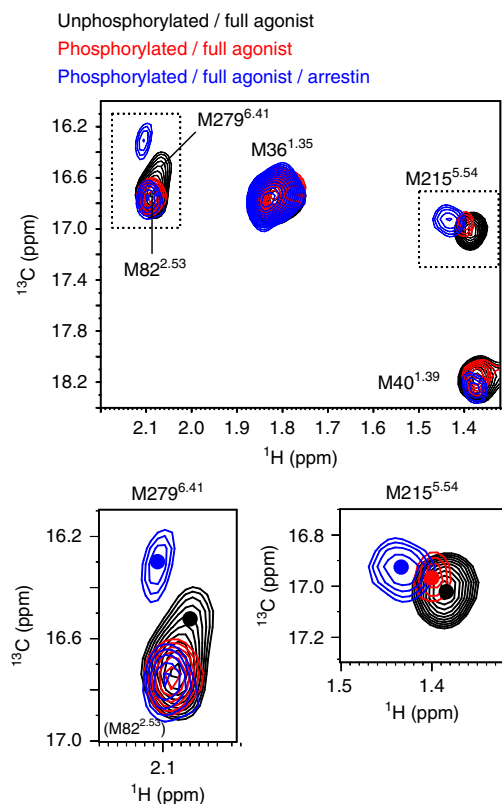 Unphosphorylated / full agonist
Phosphorylated / full agonist
Phosphorylated / full agonist / arrestin
M279^6.41
M36^1.35
M215^5.54
M82^2.53
M40^1.39
16.2
16.6
17.0
17.4
17.8
18.2
^13C (ppm)
2.1 2.0 1.9 1.8 1.7 1.6 1.5 1.4
^1H (ppm)
M279^6.41
16.2
16.6
17.0
^13C (ppm)
(M82^2.53)
2.1
^1H (ppm)
M215^5.54
16.8
17.0
17.2
^13C (ppm)
1.5 1.4
^1H (ppm)